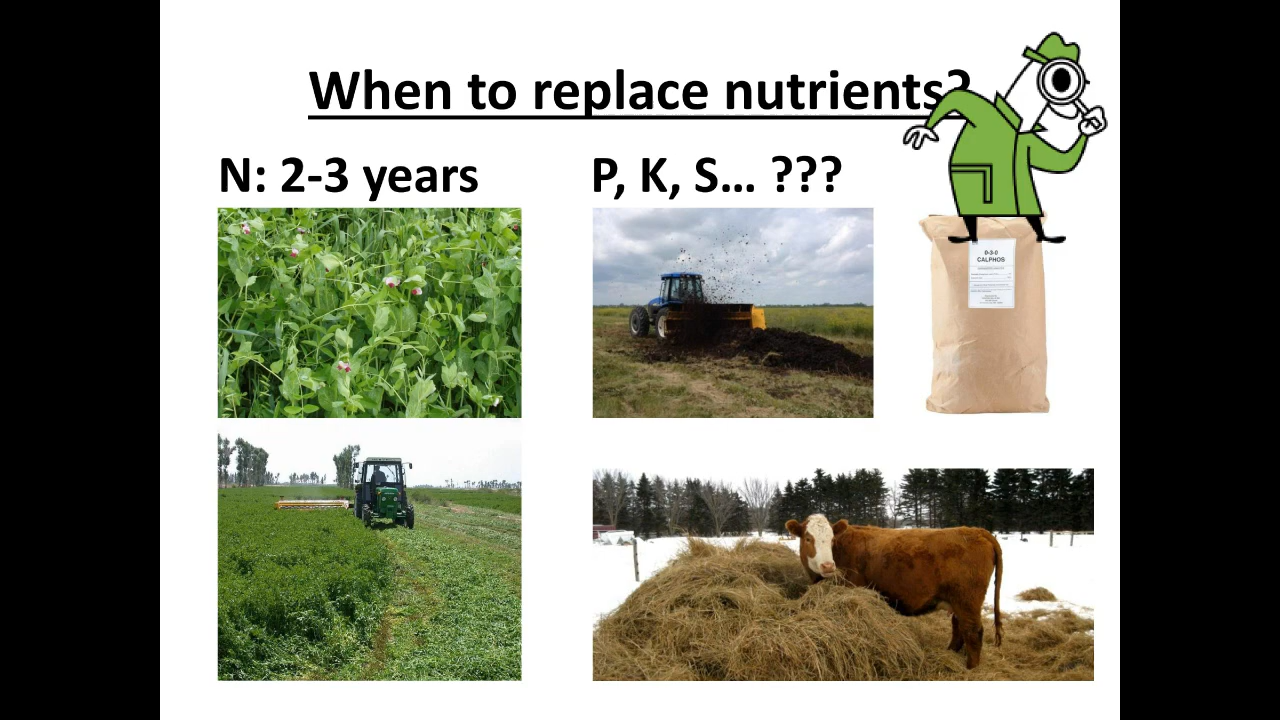 When to replace nutrients?
N: 2-3 years
P, K, S... ???
0-3-0
CALPHOS